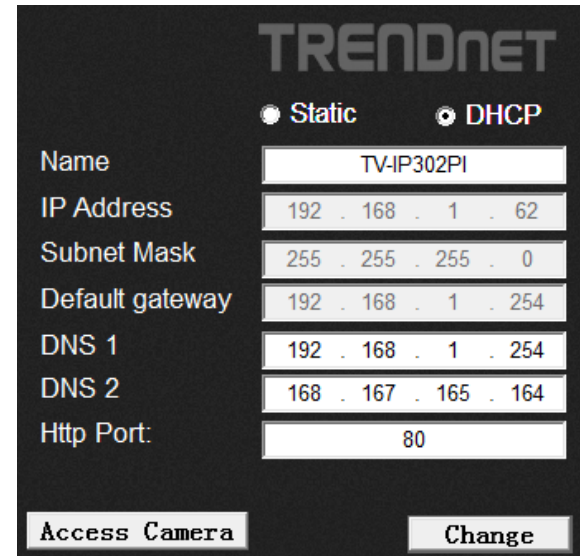 TRENDnET
Static DHCP
Name TV-IP302PI
IP Address 192 . 168 . 1 . 62
Subnet Mask 255 . 255 . 255 . 0
Default gateway 192 . 168 . 1 . 254
DNS 1 192 . 168 . 1 . 254
DNS 2 168 . 167 . 165 . 164
Http Port: 80
Access Camera Change